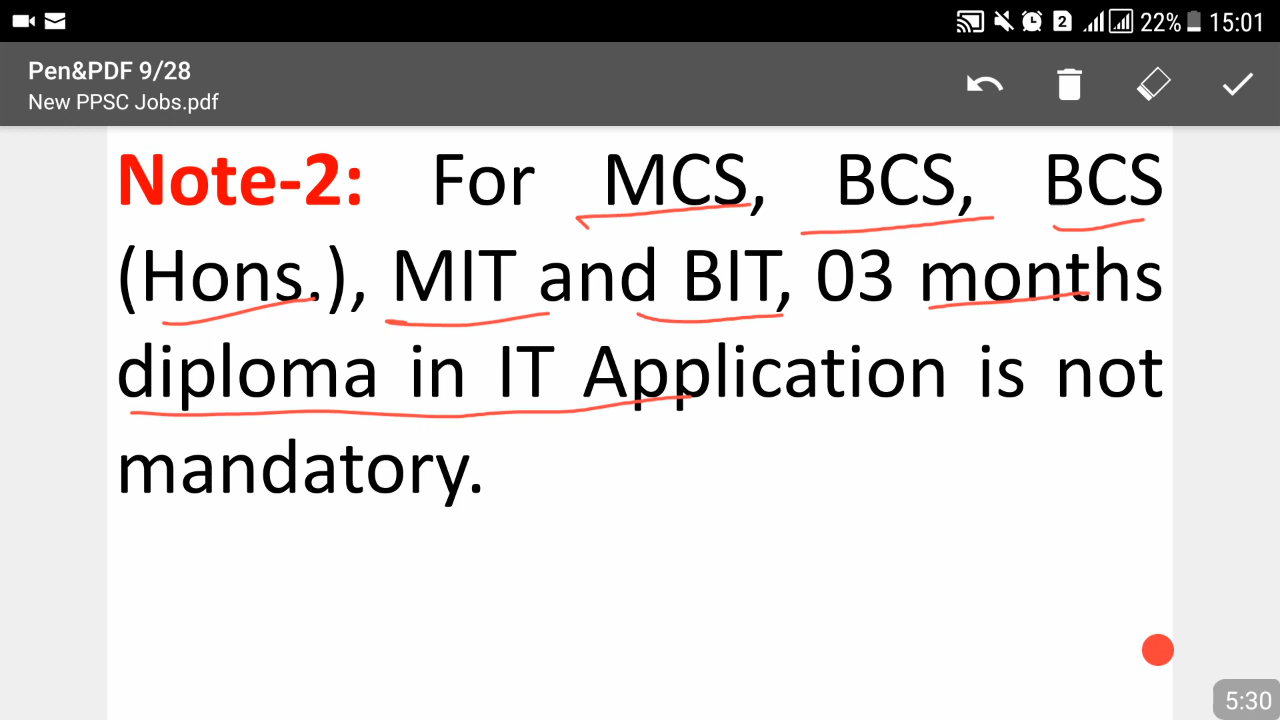 2 22% 15:01
Pen&PDF 9/28
New PPSC Jobs.pdf
Note-2: For MCS, BCS, BCS
(Hons.), MIT and BIT, 03 months
diploma in IT Application is not
mandatory.
5:30